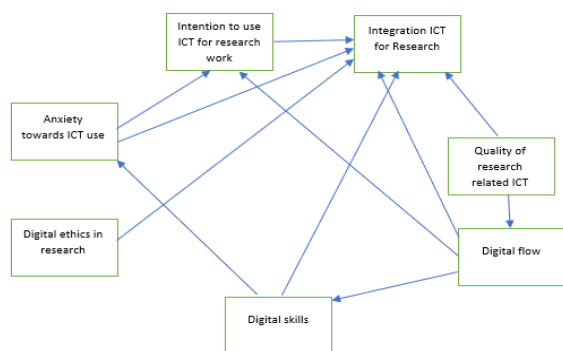 Intention to use
ICT for research
work
Integration ICT
for Research
Anxiety
towards ICT use
Quality of
research
related ICT
Digital ethics in
research
Digital flow
Digital skills